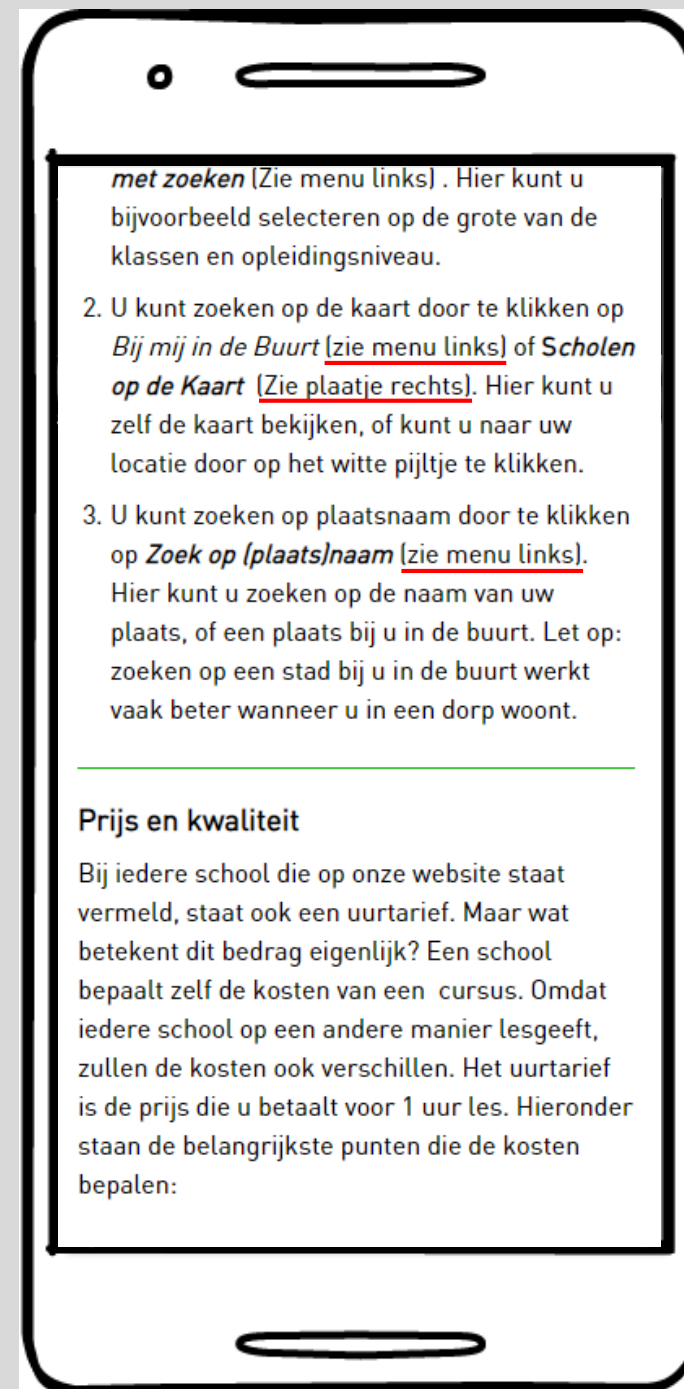 met zoeken (Zie menu links) . Hier kunt u
bijvoorbeeld selecteren op de grote van de
klassen en opleidingsniveau.
2. U kunt zoeken op de kaart door te klikken op
Bij mij in de Buurt (zie menu links) of Scholen
op de Kaart (Zie plaatje rechts). Hier kunt u
zelf de kaart bekijken, of kunt u naar uw
locatie door op het witte pijltje te klikken.
3. U kunt zoeken op plaatsnaam door te klikken
op Zoek op (plaats)naam (zie menu links).
Hier kunt u zoeken op de naam van uw
plaats, of een plaats bij u in de buurt. Let op:
zoeken op een stad bij u in de buurt werkt
vaak beter wanneer u in een dorp woont.
Prijs en kwaliteit
Bij iedere school die op onze website staat
vermeld, staat ook een uurtarief. Maar wat
betekent dit bedrag eigenlijk? Een school
bepaalt zelf de kosten van een cursus. Omdat
iedere school op een andere manier lesgeeft,
zullen de kosten ook verschillen. Het uurtarief
is de prijs die u betaalt voor 1 uur les. Hieronder
staan de belangrijkste punten die de kosten
bepalen: